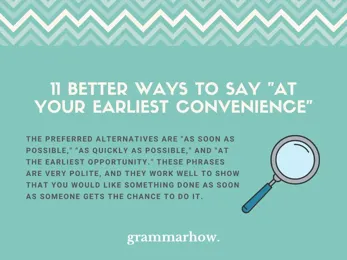 11 BETTER WAYS TO SAY "AT
YOUR EARLIEST CONVENIENCE"
THE PREFERRED ALTERNATIVES ARE "AS SOON AS
POSSIBLE," "AS QUICKLY AS POSSIBLE," AND "AT
THE EARLIEST OPPORTUNITY." THESE PHRASES
ARE VERY POLITE, AND THEY WORK WELL TO SHOW
THAT YOU WOULD LIKE SOMETHING DONE AS SOON
AS SOMEONE GETS THE CHANCE TO DO IT.
grammarhow.